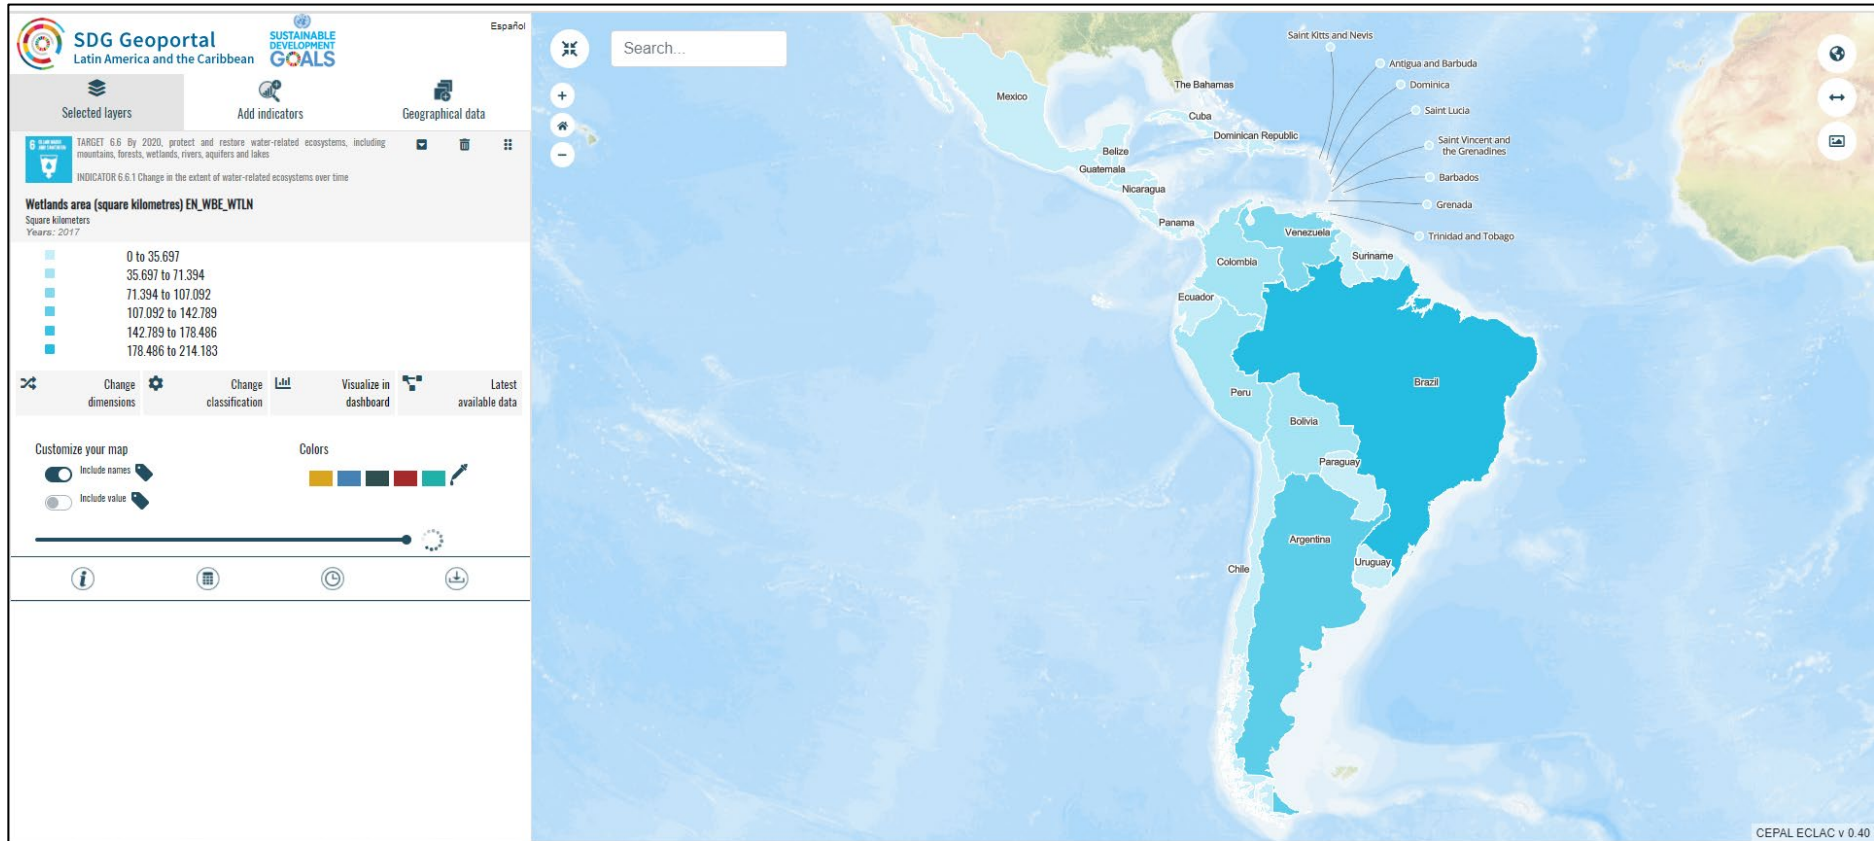 SDG Geoportal
Latin America and the Caribbean
SUSTAINABLE
DEVELOPMENT
GOALS
Español
Selected layers
Add indicators
Geographical data
6
TARGET 6.6 By 2020, protect and restore water-related ecosystems, including
mountains, forests, wetlands, rivers, aquifers and lakes
INDICATOR 6.6.1 Change in the extent of water-related ecosystems over time
Wetlands area (square kilometres) EN_WBE_WTLN
Square kilometers
Years: 2017
0 to 35.697
35.697 to 71.394
71.394 to 107.092
107.092 to 142.789
142.789 to 178.486
178.486 to 214.183
Change
dimensions
Change
classification
Visualize in
dashboard
Latest
available data
Customize your map
Include names
Include value
Colors
Search...
Saint Kitts and Nevis
Antigua and Barbuda
Dominica
Saint Lucia
Saint Vincent and
the Grenadines
Barbados
Grenada
Trinidad and Tobago
The Bahamas
Mexico
Cuba
Dominican Republic
Belize
Guatemala
Nicaragua
Panama
Venezuela
Suriname
Colombia
Ecuador
Peru
Brazil
Bolivia
Paraguay
Argentina
Uruguay
Chile
CEPAL ECLAC v 0.40